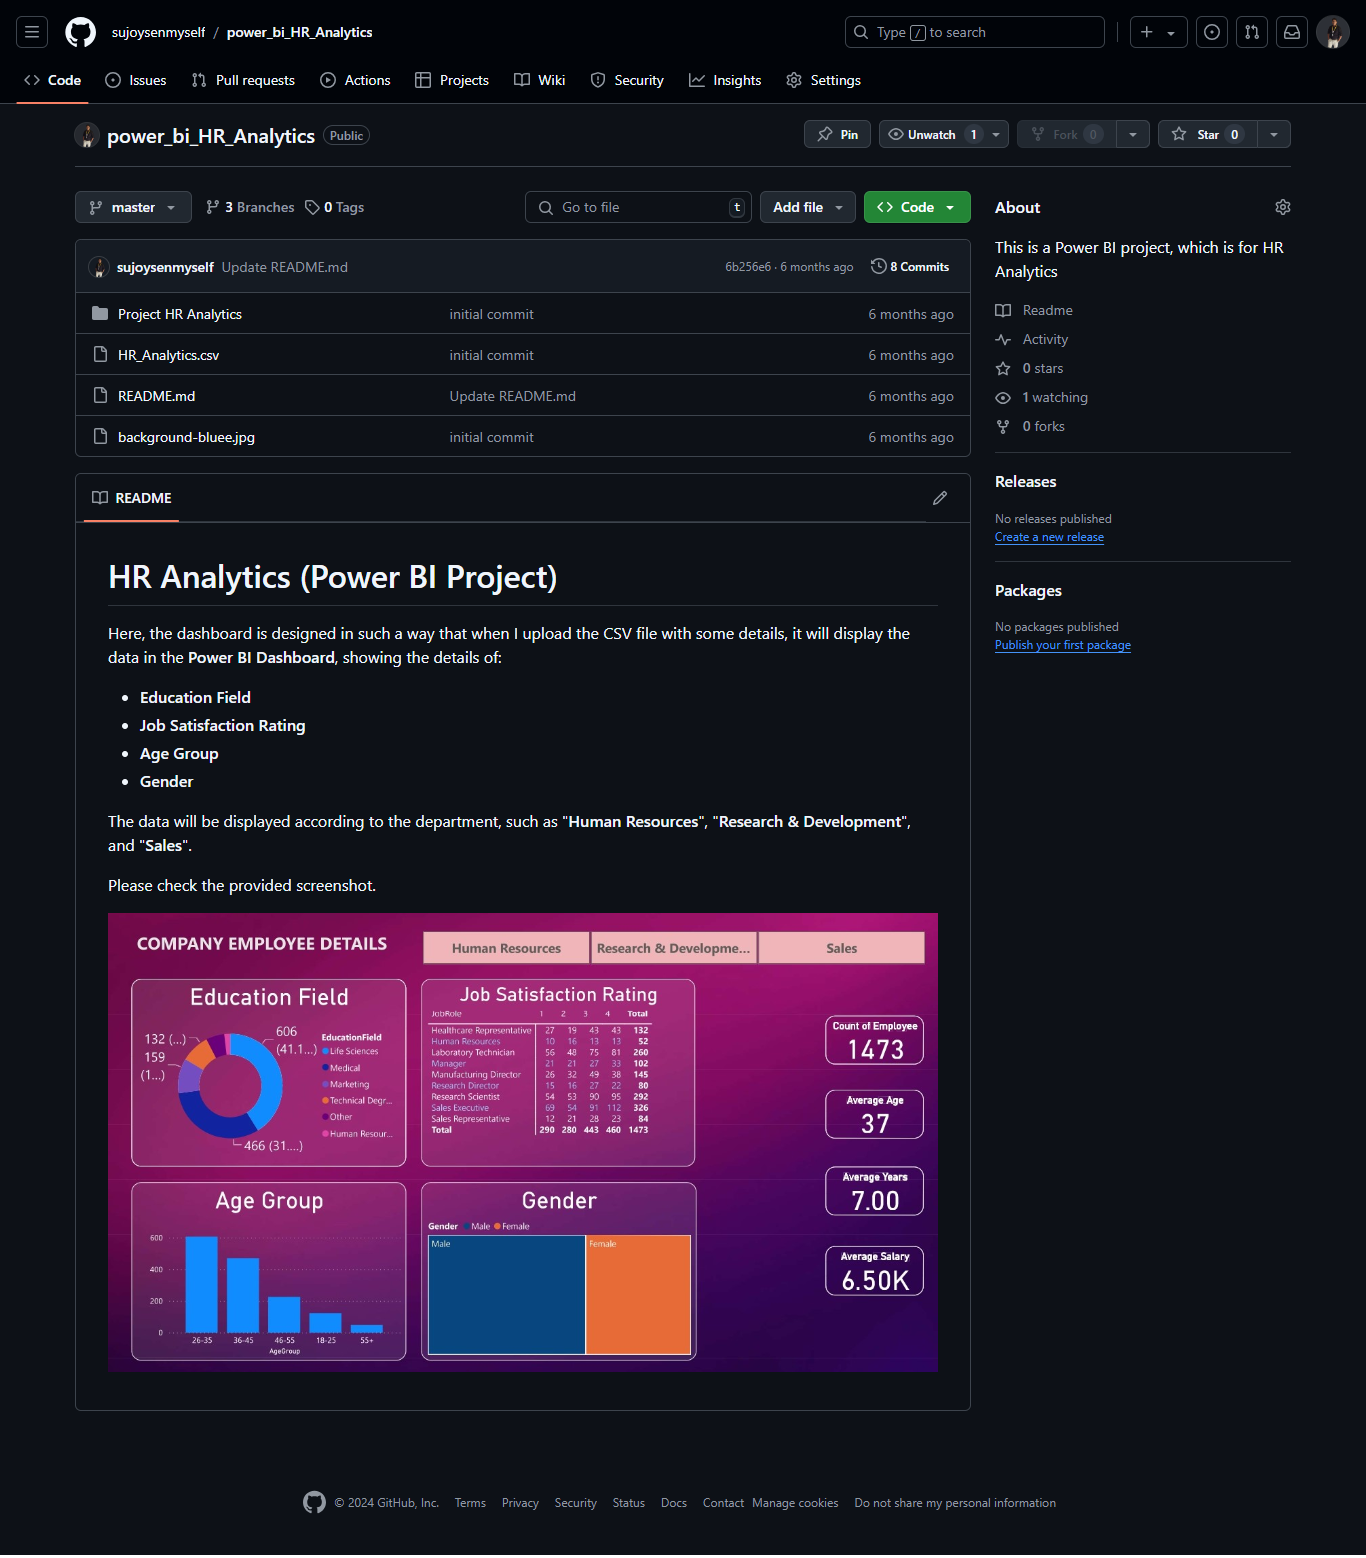 sujoysenmyself / power_bi_HR_Analytics
Type / to search
Code Issues Pull requests Actions Projects Wiki Security Insights Settings
power_bi_HR_Analytics Public
Pin Unwatch 1 Fork 0 Star 0
master 3 Branches 0 Tags Go to file t Add file Code
sujoysenmyself Update README.md 6b256e6 · 6 months ago 8 Commits
Project HR Analytics initial commit 6 months ago
HR_Analytics.csv initial commit 6 months ago
README.md Update README.md 6 months ago
background-bluee.jpg initial commit 6 months ago
About
This is a Power BI project, which is for HR
Analytics
Readme
Activity
0 stars
1 watching
0 forks
Releases
No releases published
Create a new release
Packages
No packages published
Publish your first package
README
HR Analytics (Power BI Project)
Here, the dashboard is designed in such a way that when I upload the CSV file with some details, it will display the
data in the Power BI Dashboard, showing the details of:
Education Field
Job Satisfaction Rating
Age Group
Gender
The data will be displayed according to the department, such as "Human Resources", "Research & Development",
and "Sales".
Please check the provided screenshot.
COMPANY EMPLOYEE DETAILS
Human Resources Research & Developme... Sales
Education Field
132 (...)
159
(1...)
606
(41.1...)
466 (31....)
EducationField
Life Sciences
Medical
Marketing
Technical Degr...
Other
Human Resour...
Job Satisfaction Rating
JobRole 1 2 3 4 Total
Healthcare Representative 27 19 43 43 132
Human Resources 10 16 13 13 52
Laboratory Technician 56 48 75 81 260
Manager 21 21 27 33 102
Manufacturing Director 26 32 49 38 145
Research Director 15 16 27 22 80
Research Scientist 54 53 90 95 292
Sales Executive 69 54 91 112 326
Sales Representative 12 21 28 23 84
Total 290 280 443 460 1473
Count of Employee
1473
Average Age
37
Average Years
7.00
Average Salary
6.50K
Age Group
600
400
200
0
26-35 36-45 46-55 18-25 55+
AgeGroup
Gender
Gender Male Female
Male Female
© 2024 GitHub, Inc. Terms Privacy Security Status Docs Contact Manage cookies Do not share my personal information